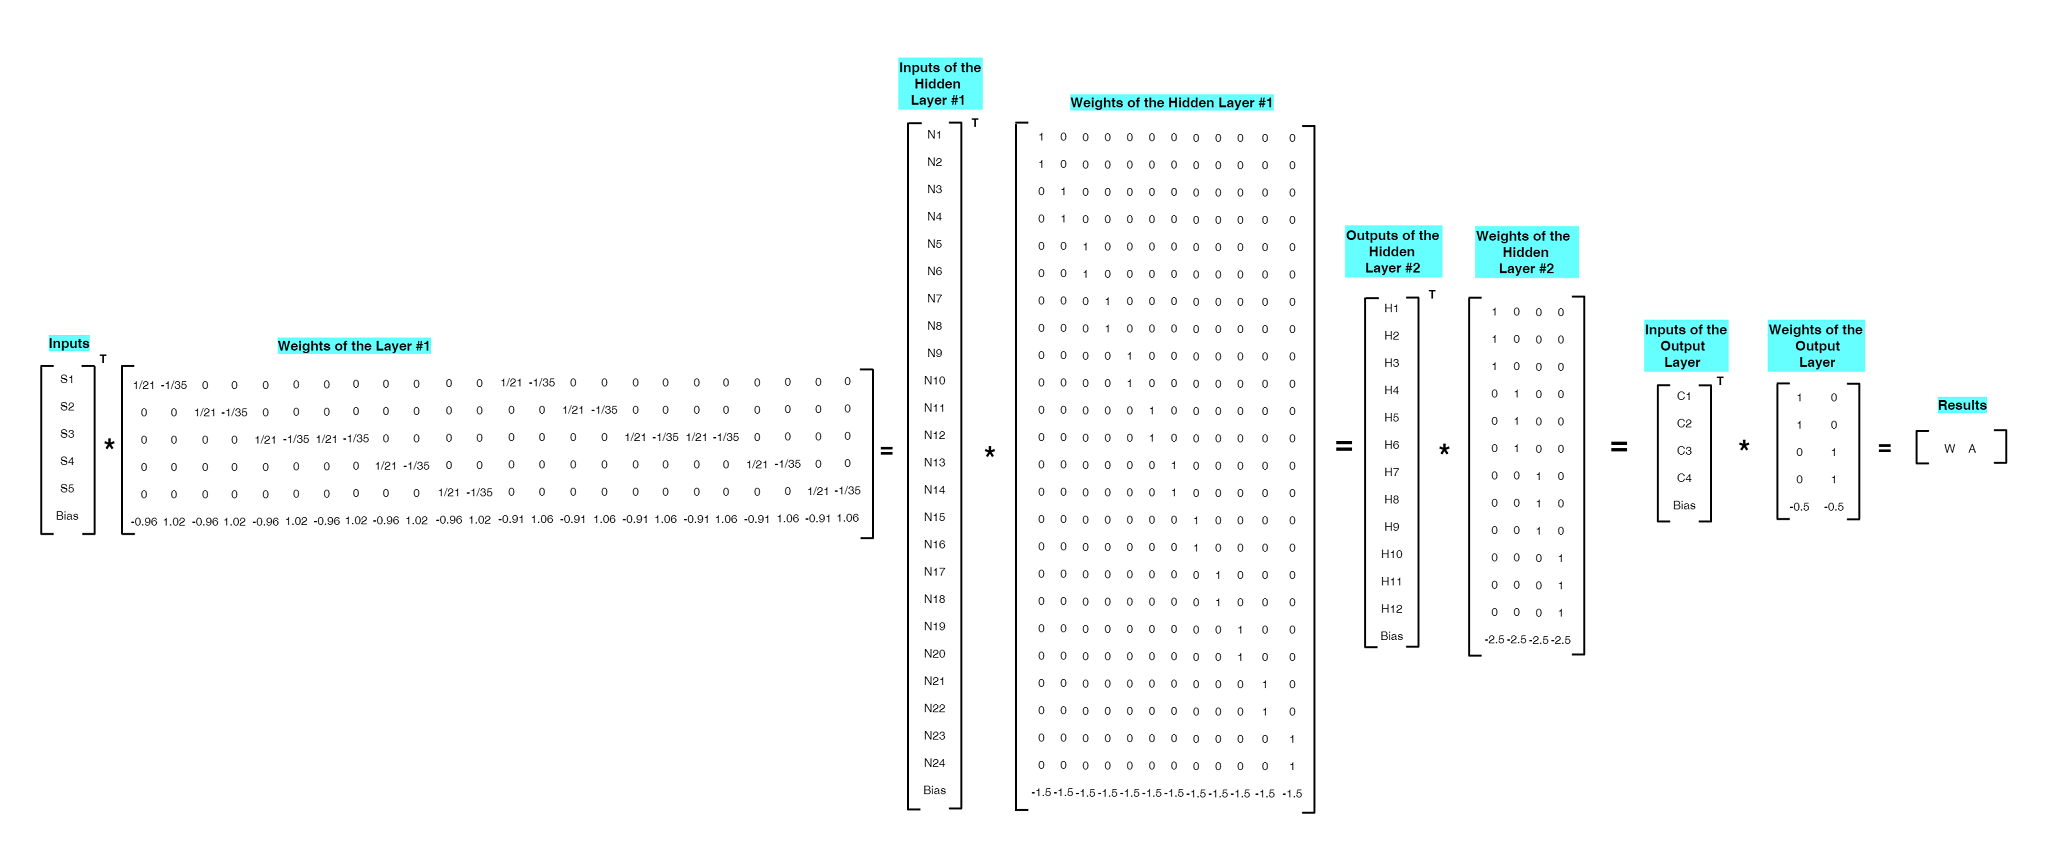 Inputs
S1
S2
S3
S4
S5
Bias
T
*
Weights of the Layer #1
1/21 -1/35 0 0 0 0 0 0 0 0 0 0 1/21 -1/35 0 0 0 0 0 0 0 0 0 0
0 0 1/21 -1/35 0 0 0 0 0 0 0 0 0 0 1/21 -1/35 0 0 0 0 0 0 0 0
0 0 0 0 1/21 -1/35 1/21 -1/35 0 0 0 0 0 0 0 0 1/21 -1/35 1/21 -1/35 0 0 0 0
0 0 0 0 0 0 0 0 1/21 -1/35 0 0 0 0 0 0 0 0 0 0 1/21 -1/35 0 0
0 0 0 0 0 0 0 0 0 0 1/21 -1/35 0 0 0 0 0 0 0 0 0 0 1/21 -1/35
-0.96 1.02 -0.96 1.02 -0.96 1.02 -0.96 1.02 -0.96 1.02 -0.96 1.02 -0.91 1.06 -0.91 1.06 -0.91 1.06 -0.91 1.06 -0.91 1.06 -0.91 1.06
=
Inputs of the
Hidden
Layer #1
N1
N2
N3
N4
N5
N6
N7
N8
N9
N10
N11
N12
N13
N14
N15
N16
N17
N18
N19
N20
N21
N22
N23
N24
Bias
T
*
Weights of the Hidden Layer #1
1 0 0 0 0 0 0 0 0 0 0 0
1 0 0 0 0 0 0 0 0 0 0 0
0 1 0 0 0 0 0 0 0 0 0 0
0 1 0 0 0 0 0 0 0 0 0 0
0 0 1 0 0 0 0 0 0 0 0 0
0 0 1 0 0 0 0 0 0 0 0 0
0 0 0 1 0 0 0 0 0 0 0 0
0 0 0 1 0 0 0 0 0 0 0 0
0 0 0 0 1 0 0 0 0 0 0 0
0 0 0 0 1 0 0 0 0 0 0 0
0 0 0 0 0 1 0 0 0 0 0 0
0 0 0 0 0 1 0 0 0 0 0 0
0 0 0 0 0 0 1 0 0 0 0 0
0 0 0 0 0 0 1 0 0 0 0 0
0 0 0 0 0 0 0 1 0 0 0 0
0 0 0 0 0 0 0 1 0 0 0 0
0 0 0 0 0 0 0 0 1 0 0 0
0 0 0 0 0 0 0 0 1 0 0 0
0 0 0 0 0 0 0 0 0 1 0 0
0 0 0 0 0 0 0 0 0 1 0 0
0 0 0 0 0 0 0 0 0 0 1 0
0 0 0 0 0 0 0 0 0 0 1 0
0 0 0 0 0 0 0 0 0 0 0 1
0 0 0 0 0 0 0 0 0 0 0 1
-1.5 -1.5 -1.5 -1.5 -1.5 -1.5 -1.5 -1.5 -1.5 -1.5 -1.5 -1.5
=
Outputs of the
Hidden
Layer #2
H1
H2
H3
H4
H5
H6
H7
H8
H9
H10
H11
H12
Bias
T
*
Weights of the
Hidden
Layer #2
1 0 0 0
1 0 0 0
1 0 0 0
0 1 0 0
0 1 0 0
0 1 0 0
0 0 1 0
0 0 1 0
0 0 1 0
0 0 0 1
0 0 0 1
0 0 0 1
-2.5 -2.5 -2.5 -2.5
=
Inputs of the
Output
Layer
C1
C2
C3
C4
Bias
T
*
Weights of the
Output
Layer
1 0
1 0
0 1
0 1
-0.5 -0.5
=
Results
W A